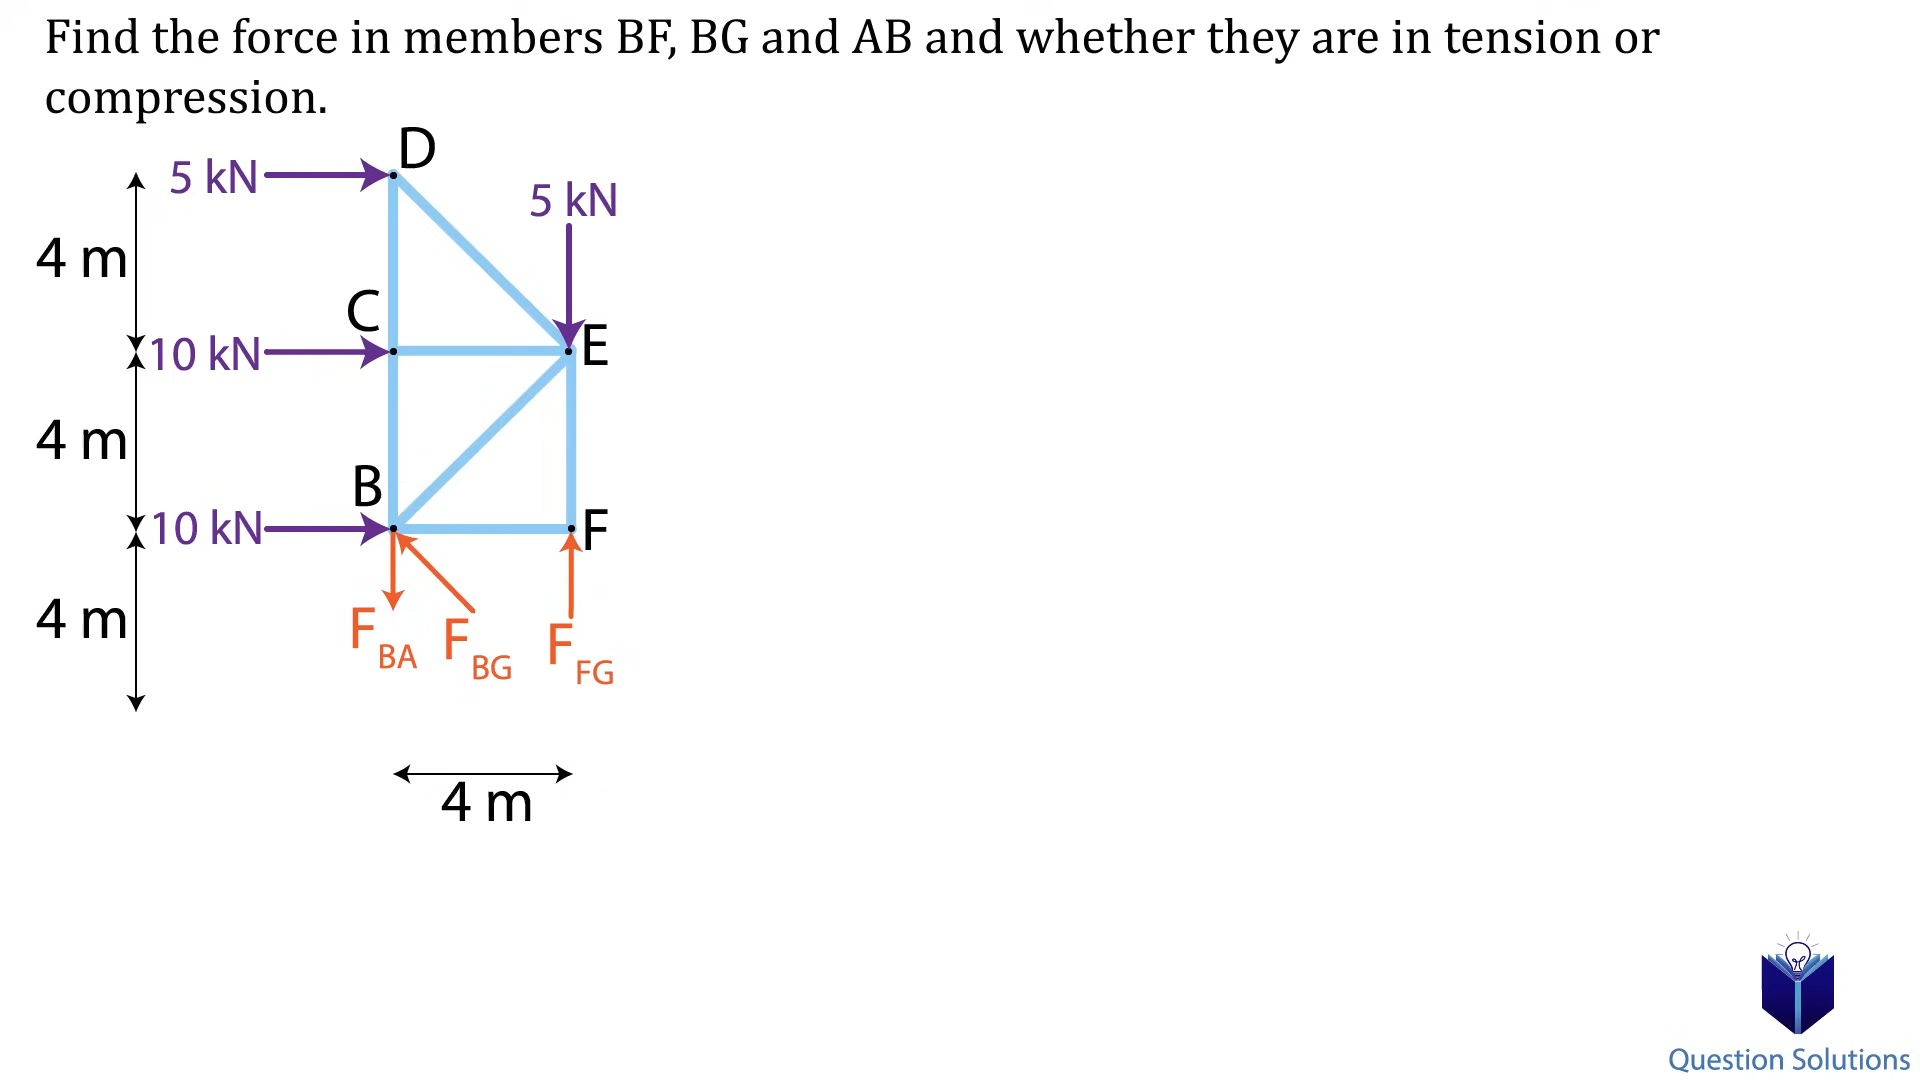 Find the force in members BF, BG and AB and whether they are in tension or
compression.
D
5 kN
5 kN
4 m
C
10 kN
E
4 m
B
10 kN
F
4 m
F BA
F BG
F FG
4 m
Question Solutions